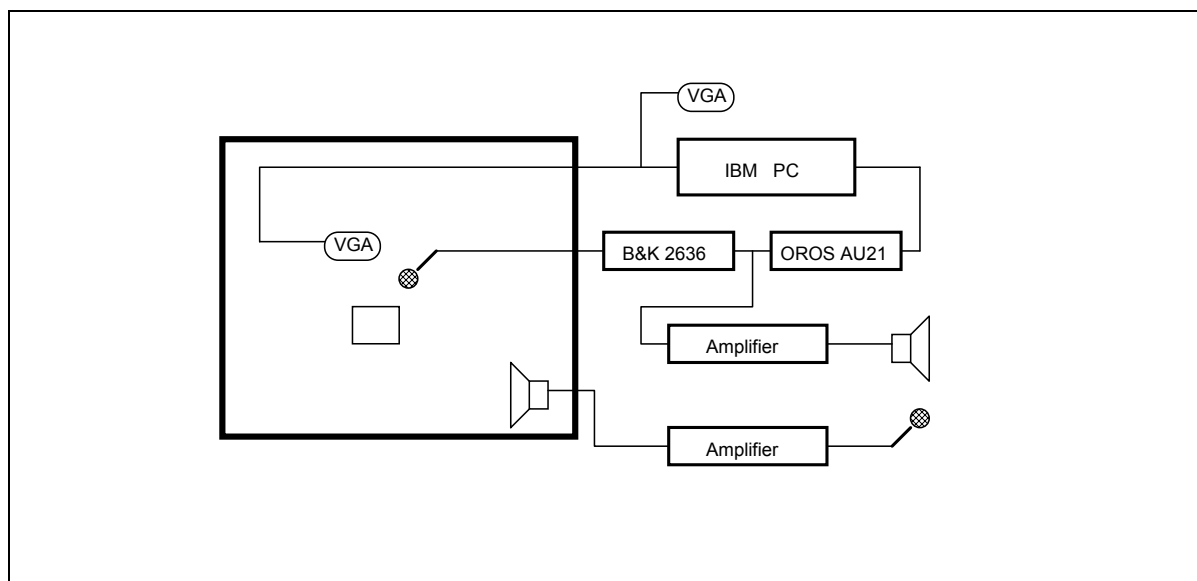 VGA
IBM PC
VGA
B&K 2636
OROS AU21
Amplifier
Amplifier